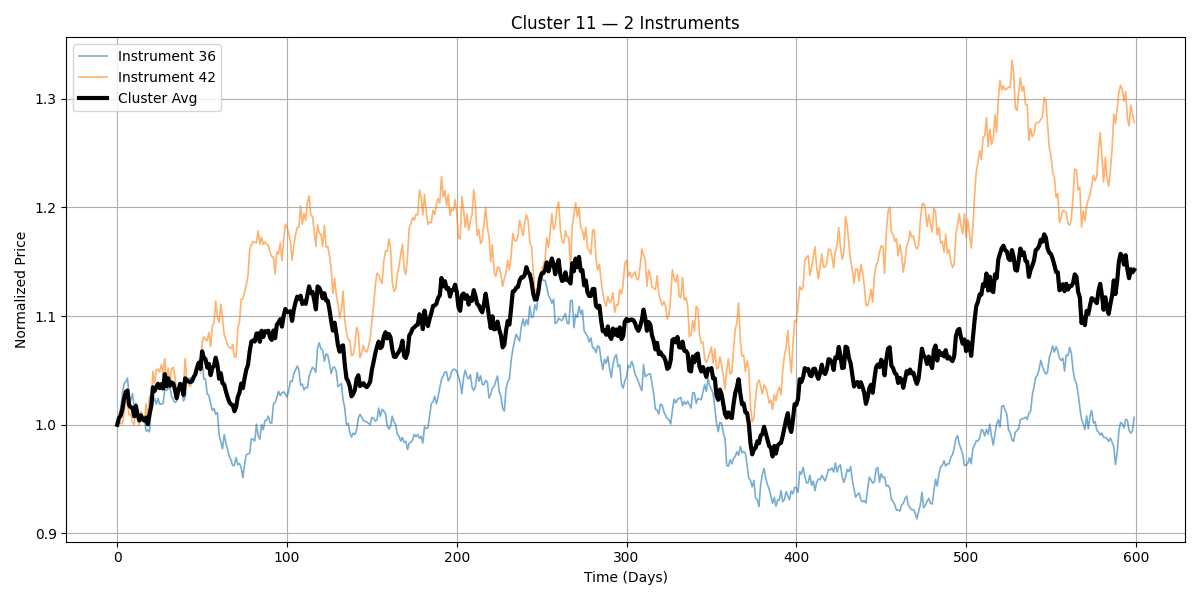 Cluster 11 — 2 Instruments
Instrument 36
Instrument 42
Cluster Avg
Normalized Price
1.3
1.2
1.1
1.0
0.9
0
100
200
300
400
500
600
Time (Days)